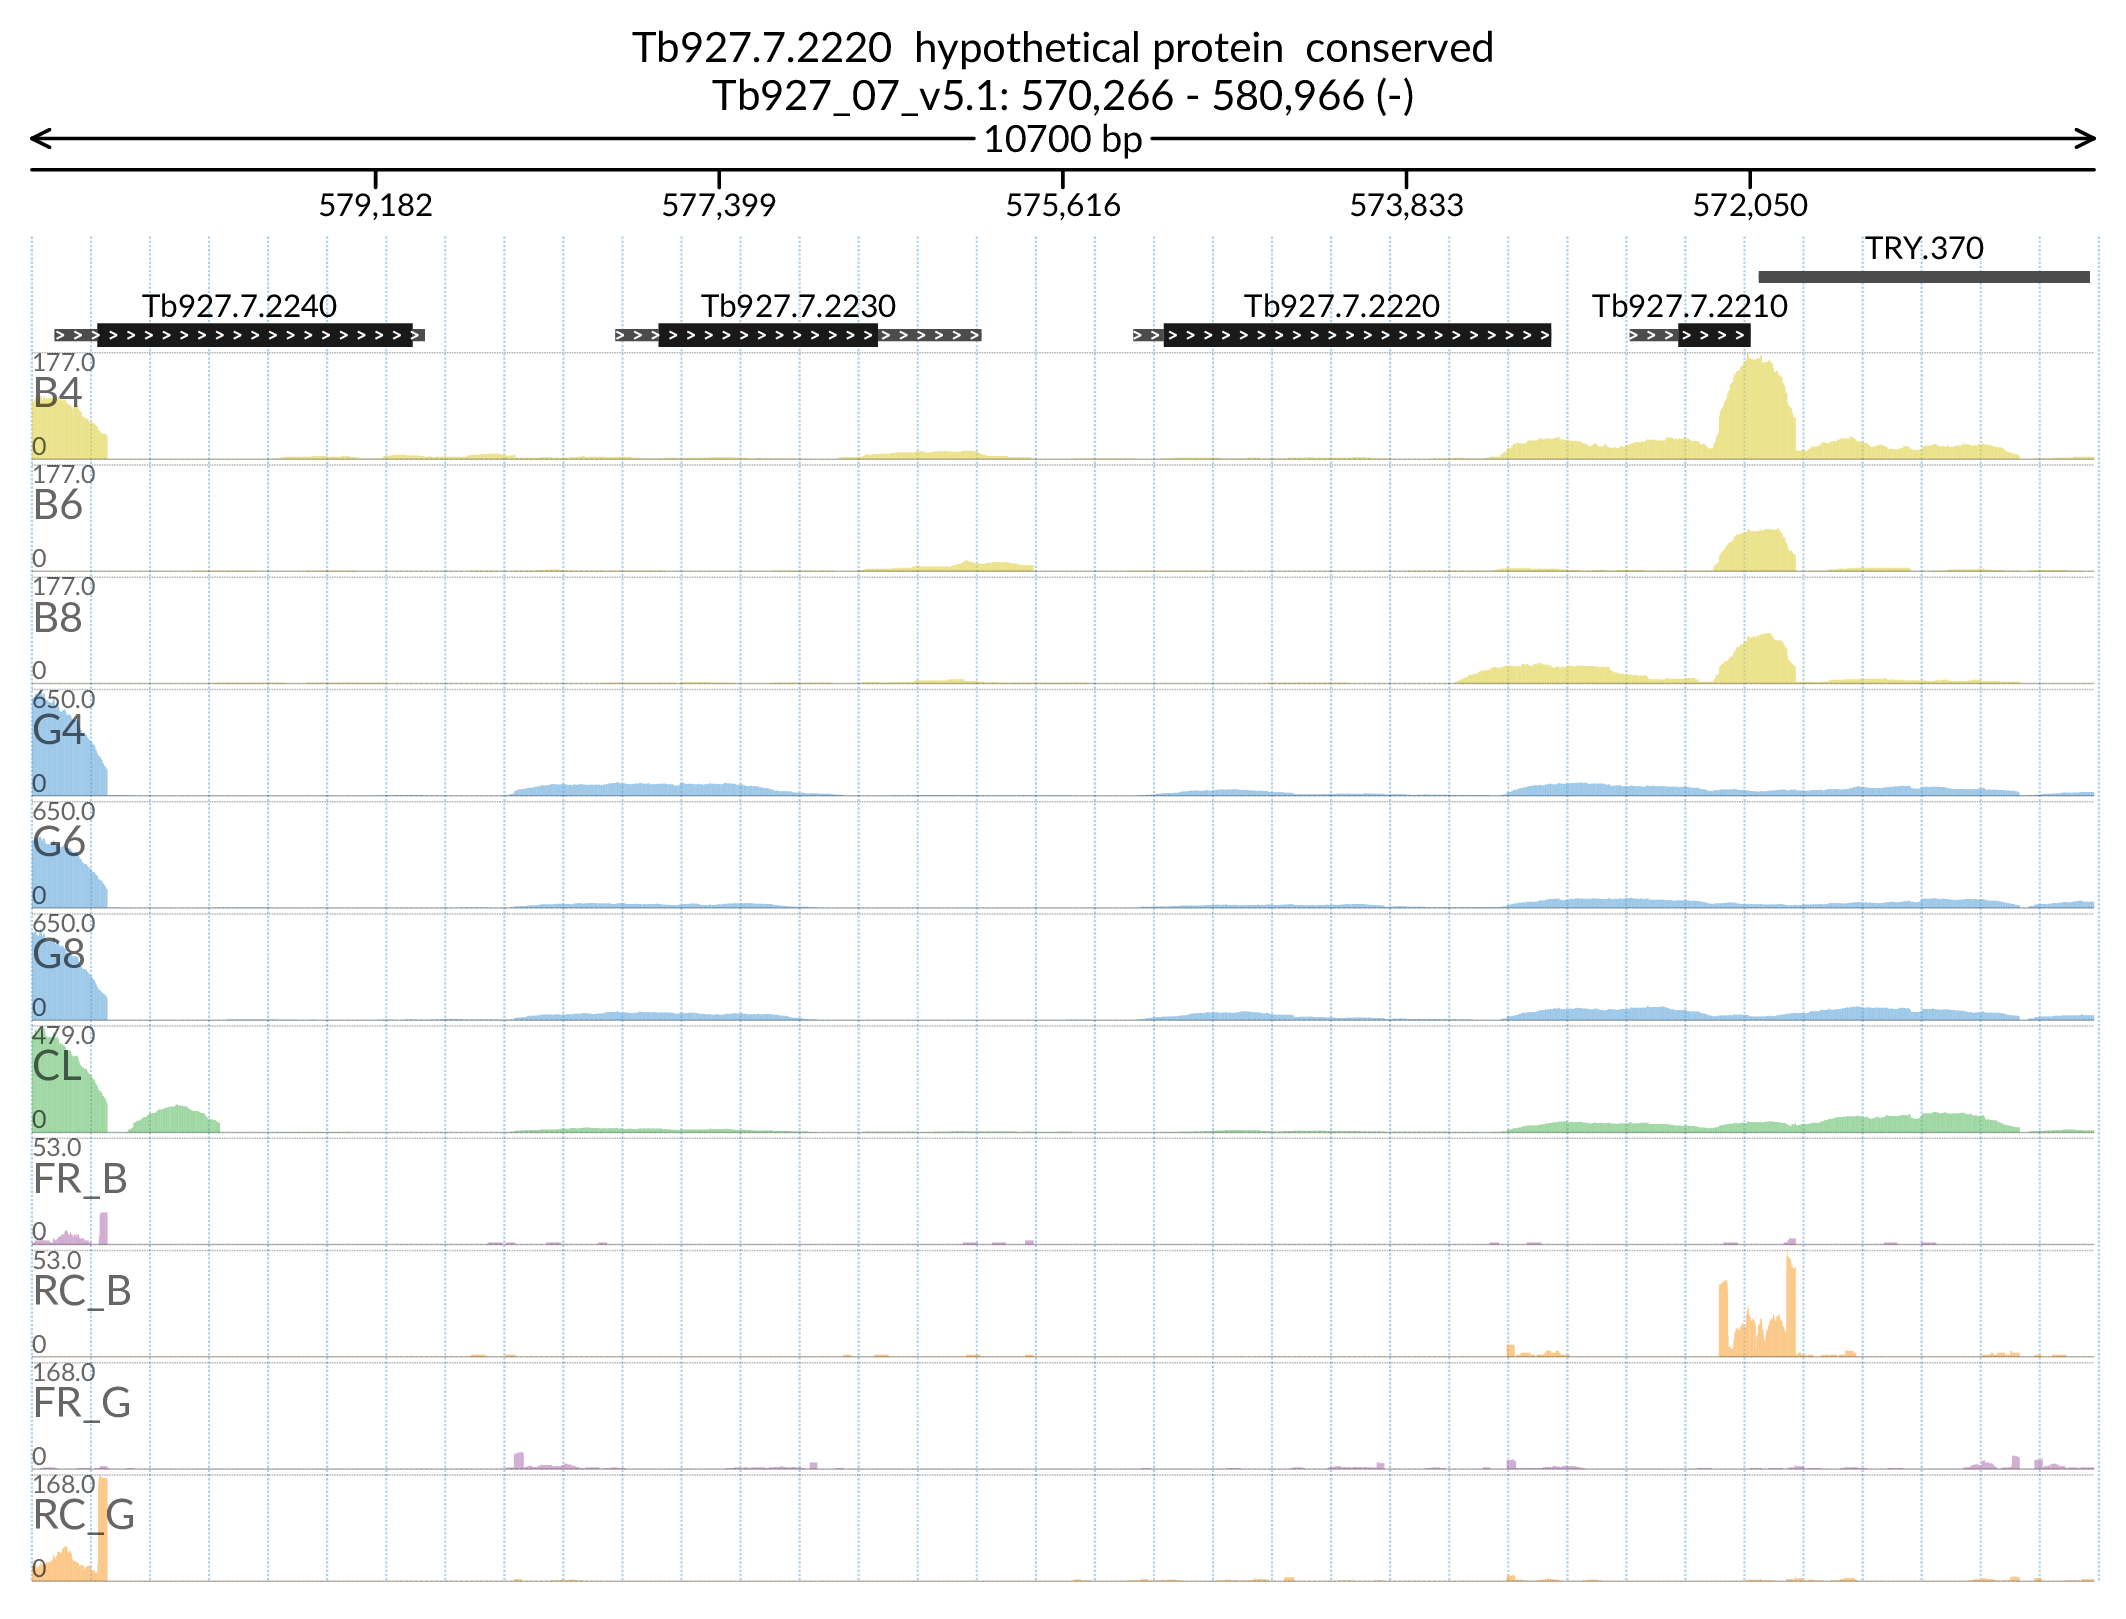 Tb927.7.2220  hypothetical protein  conserved
Tb927_07_v5.1: 570,266 - 580,966 (-)
10700 bp
579,182 577,399 575,616 573,833 572,050
TRY.370
Tb927.7.2240 Tb927.7.2230 Tb927.7.2220 Tb927.7.2210
177.0
B4
0
177.0
B6
0
177.0
B8
0
650.0
G4
0
650.0
G6
0
650.0
G8
0
479.0
CL
0
53.0
FR_B
0
53.0
RC_B
0
168.0
FR_G
0
168.0
RC_G
0